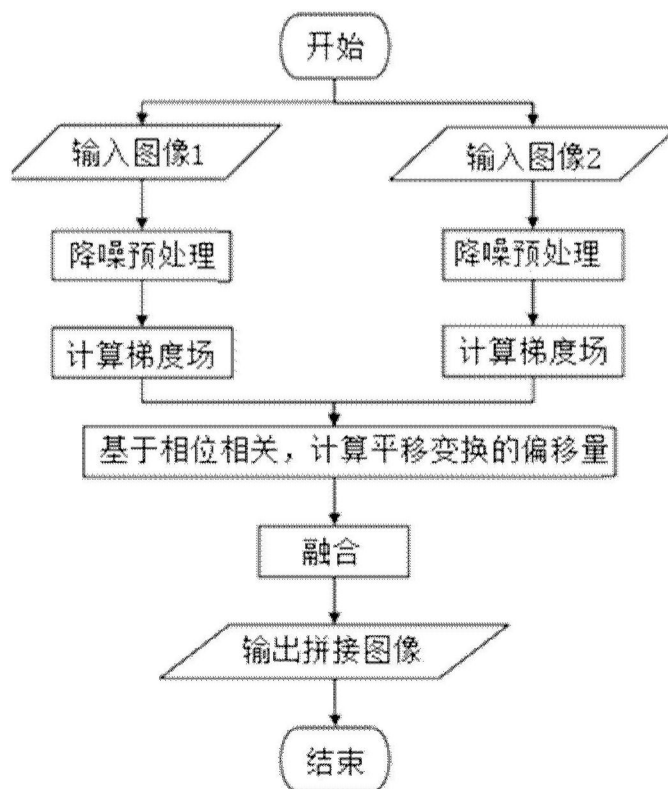 开始
输入图像1
输入图像2
降噪预处理
降噪预处理
计算梯度场
计算梯度场
基于相位相关，计算平移变换的偏移量
融合
输出拼接图像
结束